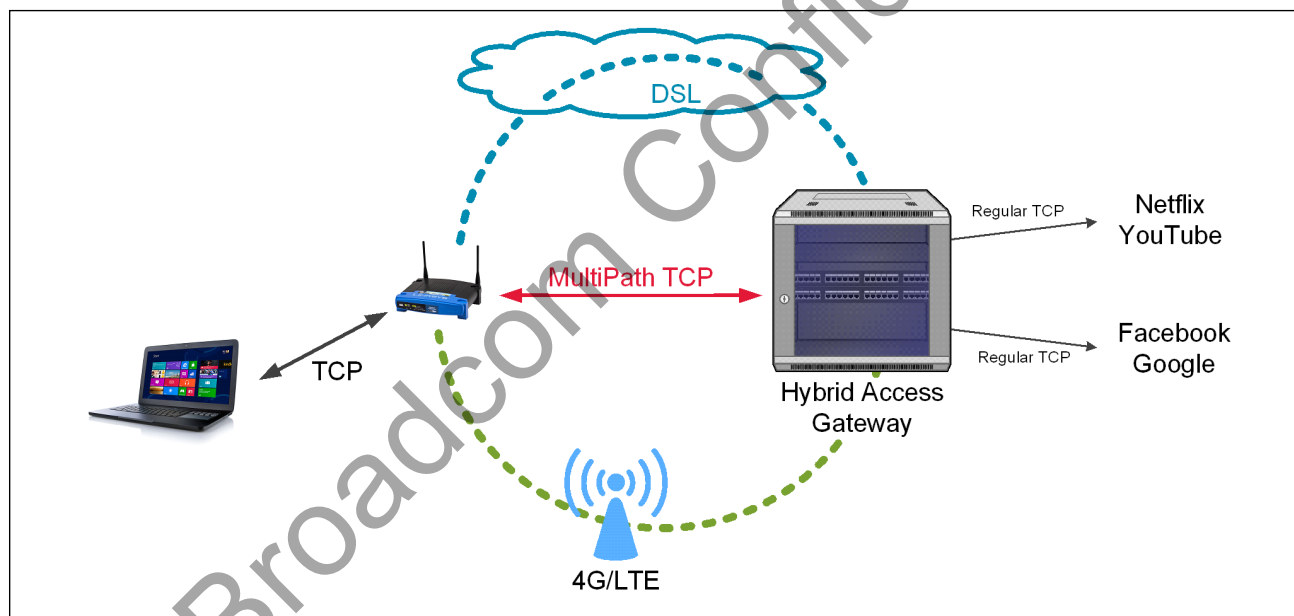 DSL
Regular TCP
Netflix
YouTube
MultiPath TCP
TCP
Regular TCP
Facebook
Google
Hybrid Access
Gateway
4G/LTE
Broadcom Confi